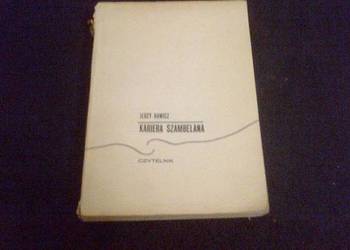 JERZY RAWICZ
KARIERA SZAMBELANA
CZYTELNIK